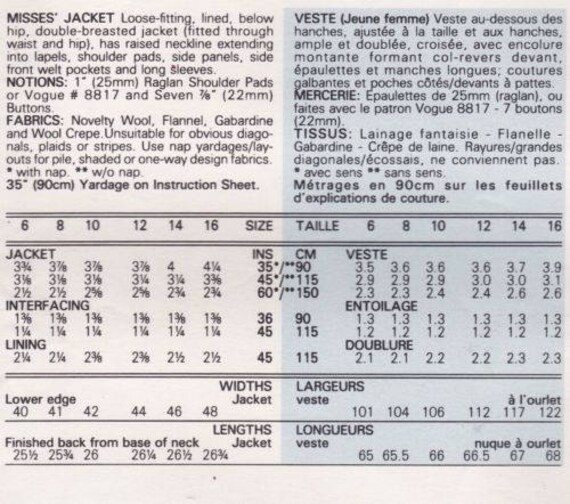 MISSES' JACKET Loose-fitting, lined, below
hip, double-breasted jacket (fitted through
waist and hip), has raised neckline extending
into lapels, shoulder pads, side panels, side
front welt pockets and long sleeves.
NOTIONS: 1" (25mm) Raglan Shoulder Pads
or Vogue # 8817 and Seven ⅞" (22mm)
Buttons.
FABRICS: Novelty Wool, Flannel, Gabardine
and Wool Crepe.Unsuitable for obvious diago-
nals, plaids or stripes. Use nap yardages/lay-
outs for pile, shaded or one-way design fabrics.
* with nap. ** w/o nap.
35" (90cm) Yardage on Instruction Sheet.
VESTE (Jeune femme) Veste au-dessous des
hanches, ajustée à la taille et aux hanches,
ample et doublée, croisée, avec encolure
montante formant col-revers devant,
épaulettes et manches longues; coutures
galbantes et poches côtés/devants à pattes.
MERCERIE: Epaulettes de 25mm (raglan), ou
faites avec le patron Vogue 8817 - 7 boutons
(22mm).
TISSUS: Lainage fantaisie - Flanelle -
Gabardine - Crêpe de laine. Rayures/grandes
diagonales/écossais, ne conviennent pas.
* avec sens ** sans sens.
Métrages en 90cm sur les feuillets
d'explications de couture.
6 8 10 12 14 16 SIZE TAILLE 6 8 10 12 14 16
JACKET INS CM VESTE
3¾ 3⅞ 3⅞ 3⅞ 4 4¼ 35*/**90 3.5 3.6 3.6 3.6 3.7 3.9
3⅛ 3⅛ 3⅛ 3¼ 3¼ 3⅜ 45*/**115 2.9 2.9 2.9 3.0 3.0 3.1
2½ 2½ 2⅝ 2⅝ 2¾ 2¾ 60*/**150 2.3 2.3 2.4 2.4 2.6 2.6
INTERFACING ENTOILAGE
1⅜ 1⅜ 1⅜ 1⅜ 1⅜ 1⅜ 36 90 1.3 1.3 1.3 1.3 1.3 1.3
1¼ 1¼ 1¼ 1¼ 1¼ 1¼ 45 115 1.2 1.2 1.2 1.2 1.2 1.2
LINING DOUBLURE
2¼ 2¼ 2⅜ 2⅜ 2½ 2½ 45 115 2.1 2.1 2.2 2.2 2.3 2.3
WIDTHS LARGEURS
Lower edge Jacket veste à l'ourlet
40 41 42 44 46 48 101 104 106 112 117 122
LENGTHS LONGUEURS
Finished back from base of neck Jacket veste nuque à ourlet
25½ 25¾ 26 26¼ 26½ 26¾ 65 65.5 66 66.5 67 68